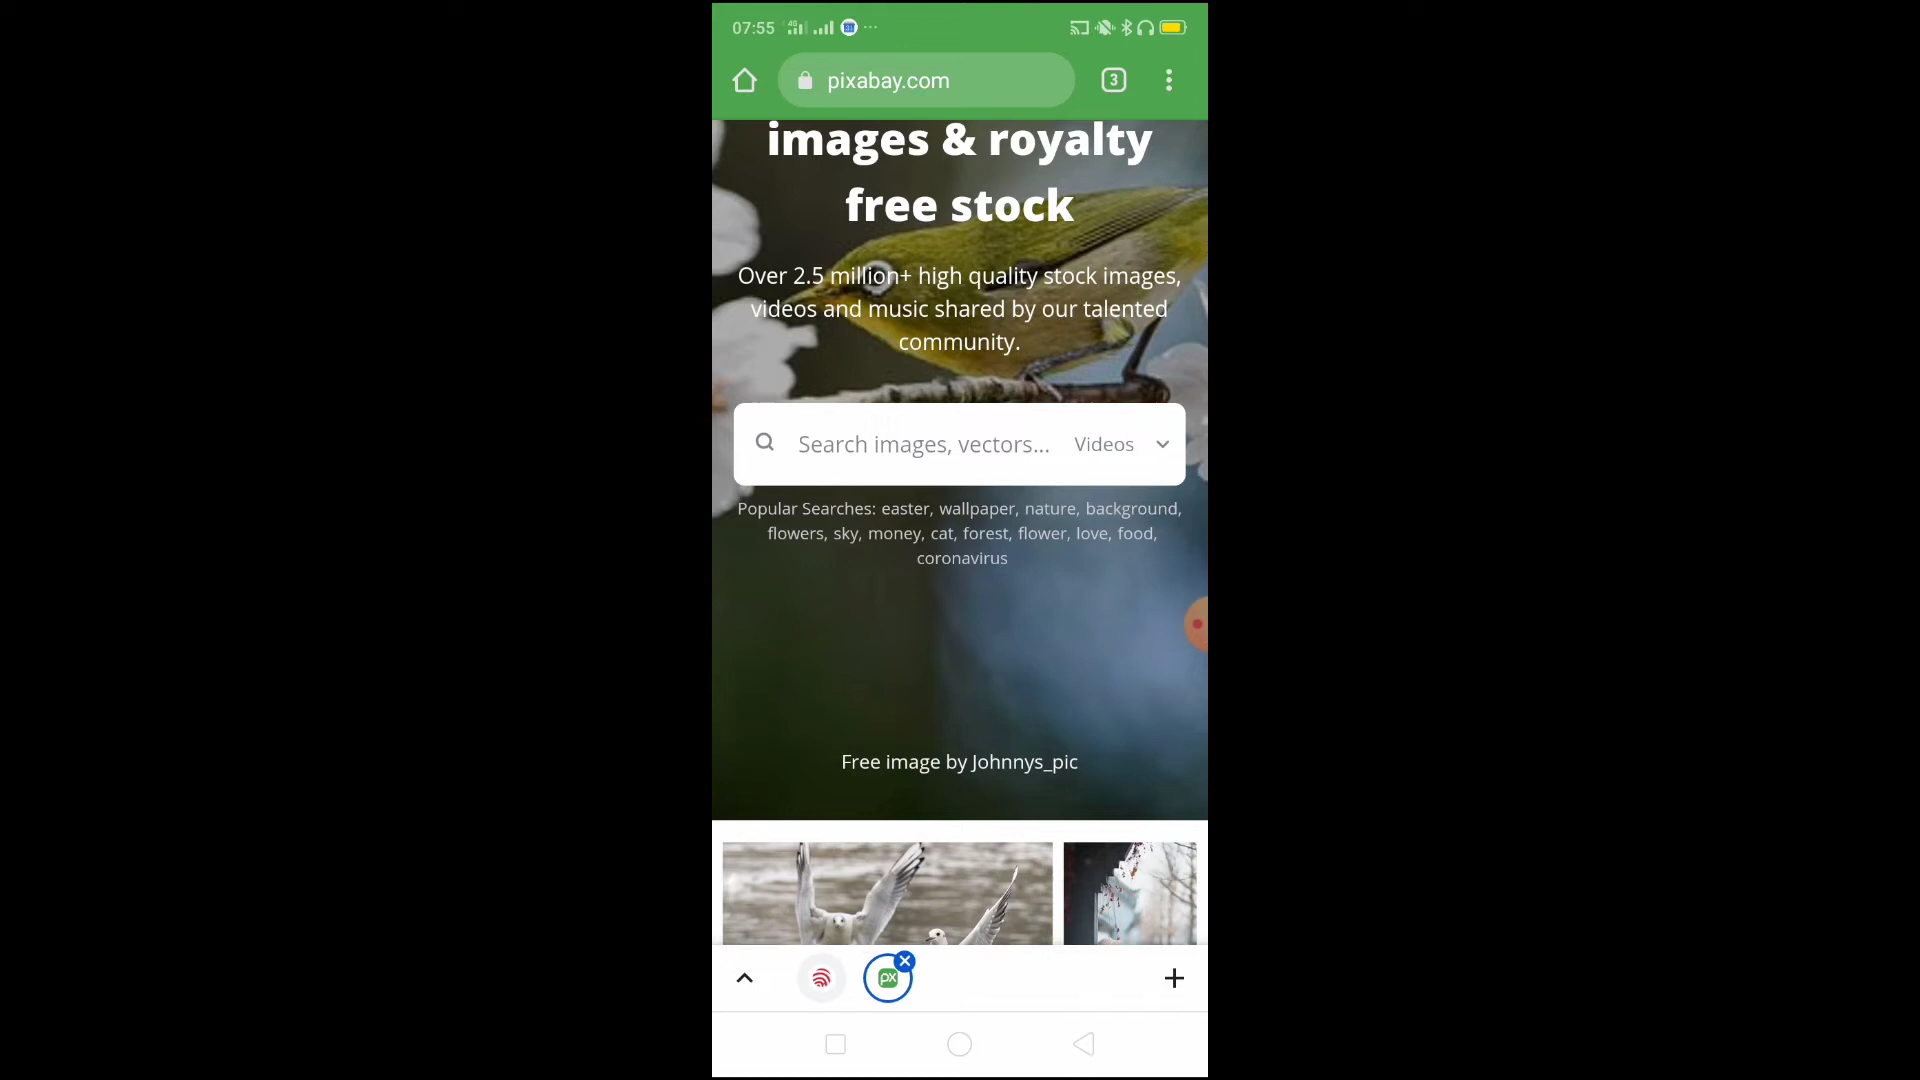 07:55 4G
pixabay.com
3
images & royalty
free stock
Over 2.5 million+ high quality stock images,
videos and music shared by our talented
community.
Search images, vectors... Videos
Popular Searches: easter, wallpaper, nature, background,
flowers, sky, money, cat, forest, flower, love, food,
coronavirus
Free image by Johnnys_pic
px